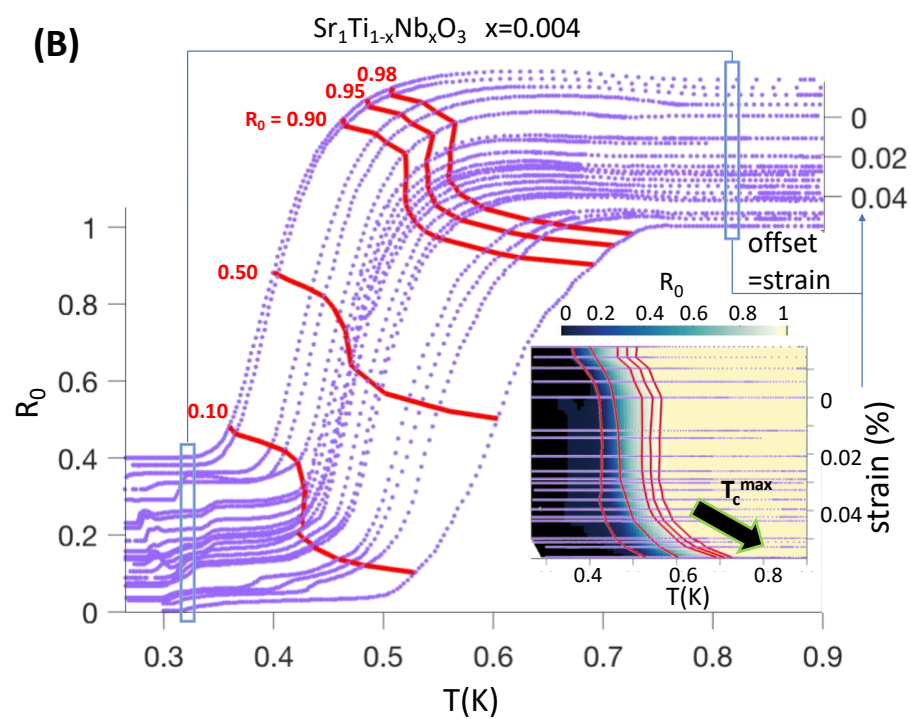 (B)
Sr₁Ti₁₋ₓNbₓO₃ x=0.004
0.98
0.95
R₀ = 0.90
0.50
0.10
0
0.02
0.04
offset
=strain
R₀
0 0.2 0.4 0.6 0.8 1
Tcᵐᵃˣ
0
0.02
0.04
strain (%)
0.4 0.6 0.8
T(K)
1
0.8
0.6
0.4
0.2
0
R₀
0.3 0.4 0.5 0.6 0.7 0.8 0.9
T(K)